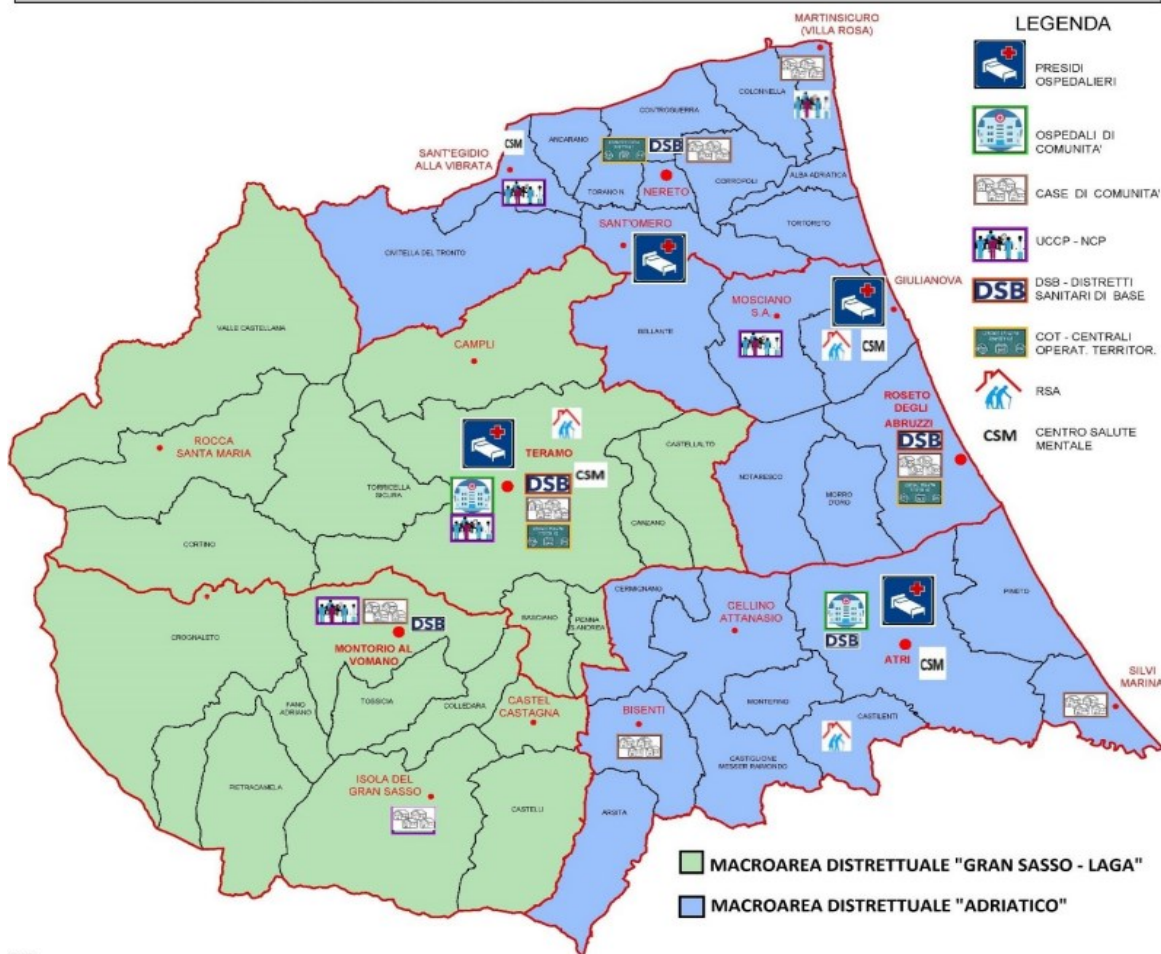 MARTINSICURO
(VILLA ROSA)
LEGENDA
PRESIDI
OSPEDALIERI
OSPEDALI DI
COMUNITA'
CASE DI COMUNITA'
UCCP - NCP
DSB
DSB - DISTRETTI
SANITARI DI BASE
COT - CENTRALI
OPERAT. TERRITOR.
RSA
CSM
CENTRO SALUTE
MENTALE
COLONNELLA
CONTROGUERRA
CSM
ANCARANO
DSB
SANT'EGIDIO
ALLA VIBRATA
CORROPOLI
ALBA ADRIATICA
TORANO N.
NERETO
TORTORETO
SANT'OMERO
CIVITELLA DEL TRONTO
GIULIANOVA
MOSCIANO
S.A.
BELLANTE
CSM
VALLE CASTELLANA
CAMPLI
ROSETO
DEGLI
ABRUZZI
DSB
ROCCA
SANTA MARIA
TERAMO
CASTELLALTO
CSM
DSB
NOTARESCO
TORRICELLA
SICURA
MORRO
D'ORO
CANZANO
CORTINO
CERMIGNANO
PINETO
CROGNALETO
BASCIANO
PENNA
S.ANDREA
CELLINO
ATTANASIO
DSB
MONTORIO AL
VOMANO
DSB
ATRI
CSM
SILVI
MARINA
FANO
ADRIANO
TOSSICIA
COLLEDARA
CASTEL
CASTAGNA
BISENTI
MONTEFINO
CASTILENTI
CASTIGLIONE
MESSER RAIMONDO
PIETRACAMELA
ISOLA DEL
GRAN SASSO
CASTELLI
ARSITA
MACROAREA DISTRETTUALE "GRAN SASSO - LAGA"
MACROAREA DISTRETTUALE "ADRIATICO"